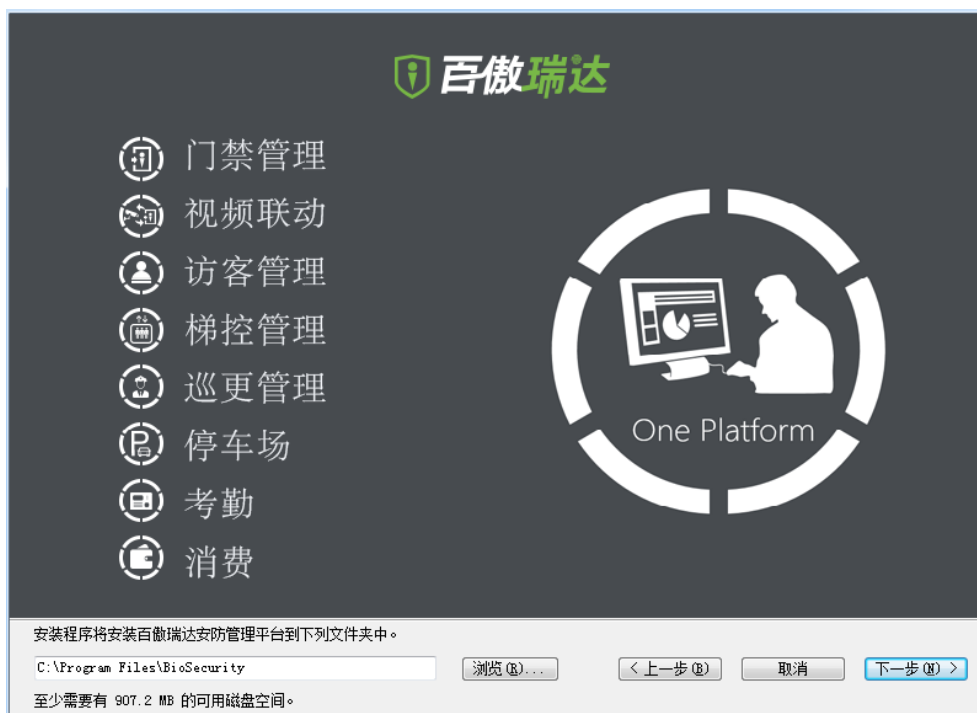 百傲瑞达
门禁管理
视频联动
访客管理
梯控管理
巡更管理
停车场
考勤
消费
One Platform
安装程序将安装百傲瑞达安防管理平台到下列文件夹中。
C:\Program Files\BioSecurity
浏览(R)...
< 上一步(B)
取消
下一步(N) >
至少需要有 907.2 MB 的可用磁盘空间。